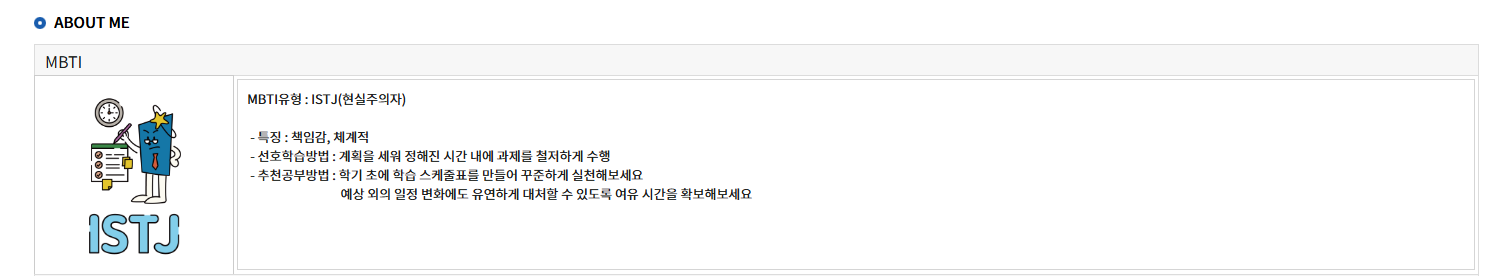 ABOUT ME
MBTI
MBTI유형 : ISTJ(현실주의자)
- 특징 : 책임감, 체계적
- 선호학습방법 : 계획을 세워 정해진 시간 내에 과제를 철저하게 수행
- 추천공부방법 : 학기 초에 학습 스케줄표를 만들어 꾸준하게 실천해보세요
예상 외의 일정 변화에도 유연하게 대처할 수 있도록 여유 시간을 확보해보세요
ISTJ